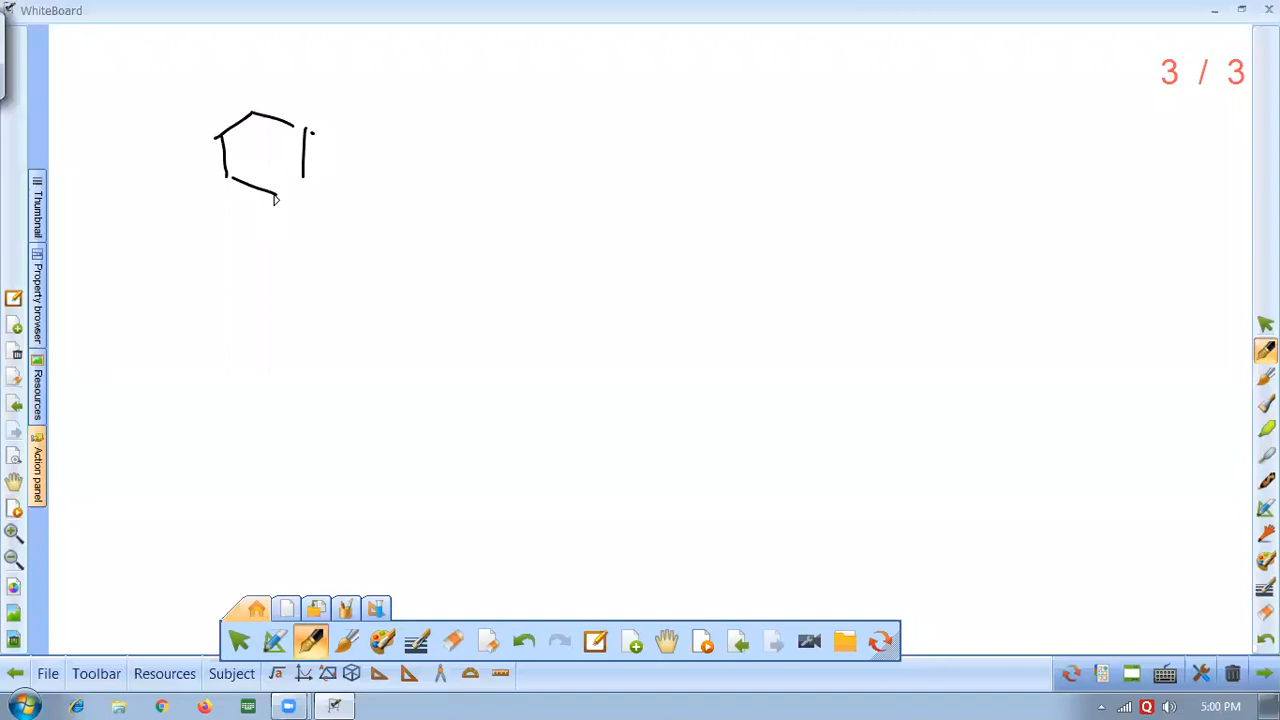 WhiteBoard
3 / 3
Thumbnail
Property browser
Resources
Action panel
File
Toolbar
Resources
Subject
Q
5:00 PM